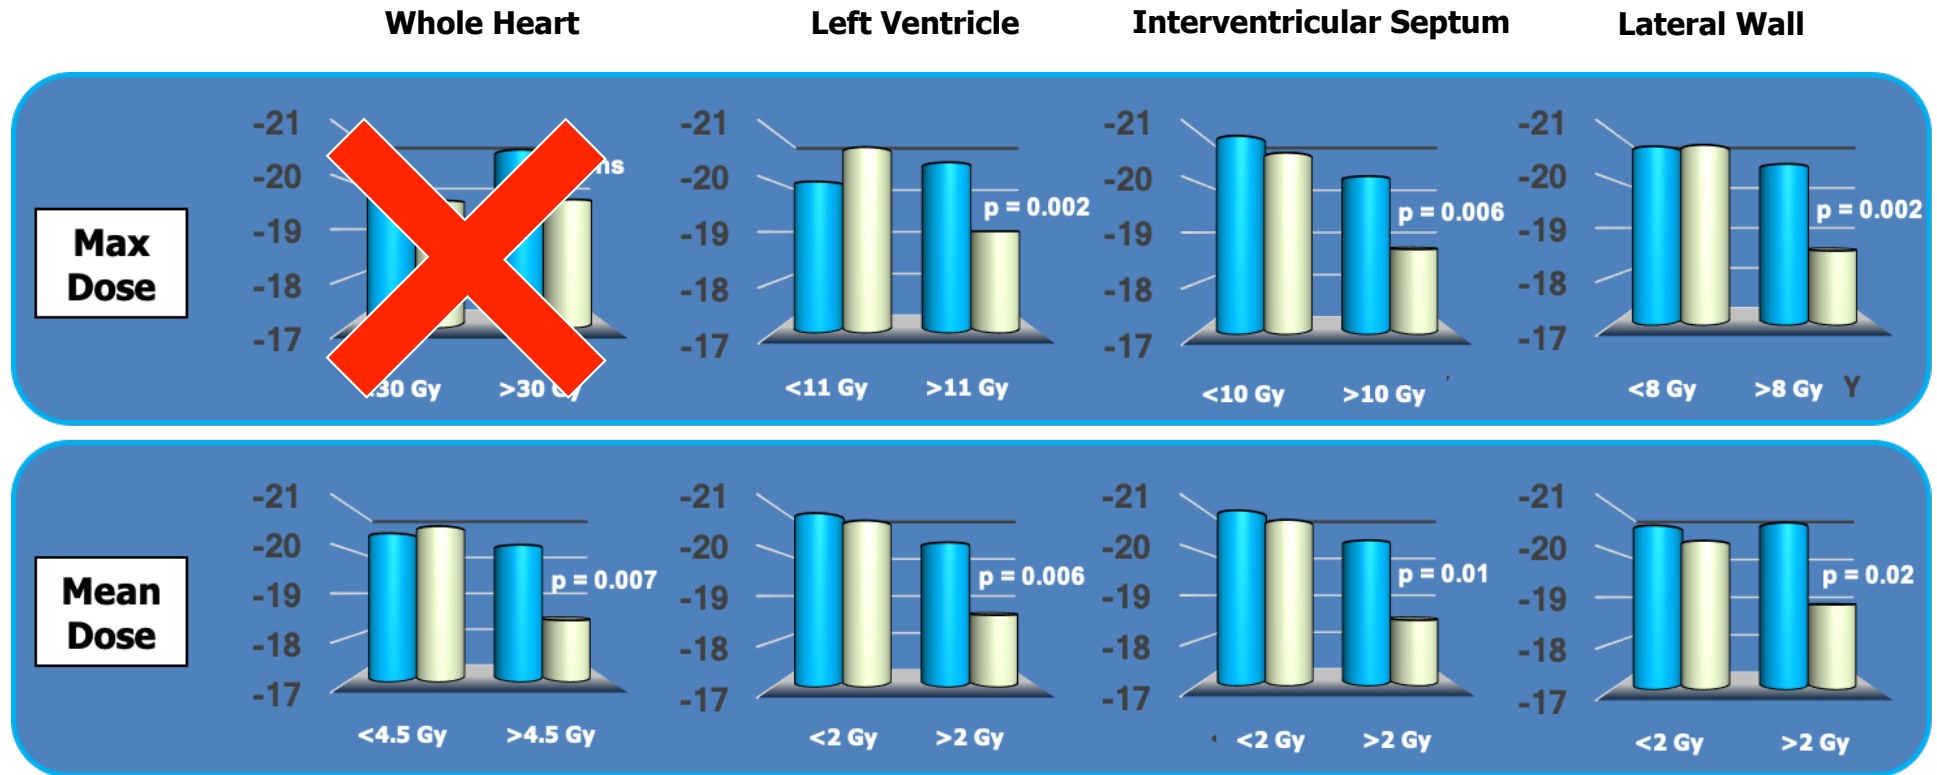 Whole Heart
Left Ventricle
Interventricular Septum
Lateral Wall
Max
Dose
-21
-20
-19
-18
-17
ns
30 Gy
>30 Gy
-21
-20
-19
-18
-17
p = 0.002
<11 Gy
>11 Gy
-21
-20
-19
-18
-17
p = 0.006
<10 Gy
>10 Gy
-21
-20
-19
-18
-17
p = 0.002
<8 Gy
>8 Gy
Y
Mean
Dose
-21
-20
-19
-18
-17
p = 0.007
<4.5 Gy
>4.5 Gy
-21
-20
-19
-18
-17
p = 0.006
<2 Gy
>2 Gy
-21
-20
-19
-18
-17
p = 0.01
<2 Gy
>2 Gy
-21
-20
-19
-18
-17
p = 0.02
<2 Gy
>2 Gy